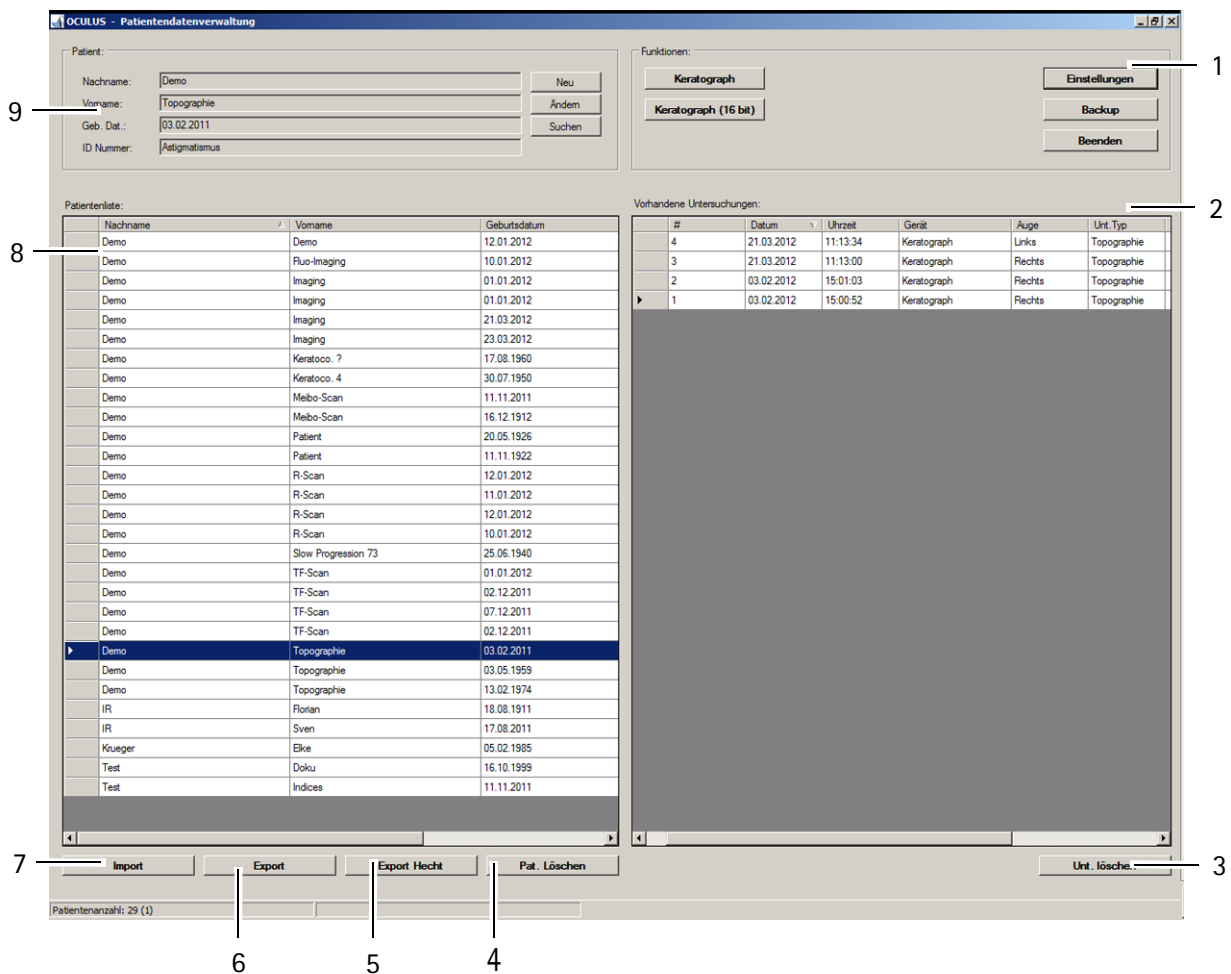 OCULUS - Patientendatenverwaltung
Patient:
Nachname: Demo Neu
Vorname: Topographie Ändern
Geb. Dat.: 03.02.2011 Suchen
ID Nummer: Astigmatismus
9
Funktionen:
Keratograph Einstellungen
Keratograph (16 bit) Backup
Beenden
1
Patientenliste:
Nachname Vorname Geburtsdatum
Demo Demo 12.01.2012
Demo Fluo-Imaging 10.01.2012
Demo Imaging 01.01.2012
Demo Imaging 01.01.2012
Demo Imaging 21.03.2012
Demo Imaging 23.03.2012
Demo Keratoco. ? 17.08.1960
Demo Keratoco. 4 30.07.1950
Demo Meibo-Scan 11.11.2011
Demo Meibo-Scan 16.12.1912
Demo Patient 20.05.1926
Demo Patient 11.11.1922
Demo R-Scan 12.01.2012
Demo R-Scan 11.01.2012
Demo R-Scan 12.01.2012
Demo R-Scan 10.01.2012
Demo Slow Progression 73 25.06.1940
Demo TF-Scan 01.01.2012
Demo TF-Scan 02.12.2011
Demo TF-Scan 07.12.2011
Demo TF-Scan 02.12.2011
Demo Topographie 03.02.2011
Demo Topographie 03.05.1959
Demo Topographie 13.02.1974
IR Florian 18.08.1911
IR Sven 17.08.2011
Krueger Elke 05.02.1985
Test Doku 16.10.1999
Test Indices 11.11.2011
8
Vorhandene Untersuchungen:
# Datum Uhrzeit Gerät Auge Unt.Typ
4 21.03.2012 11:13:34 Keratograph Links Topographie
3 21.03.2012 11:13:00 Keratograph Rechts Topographie
2 03.02.2012 15:01:03 Keratograph Rechts Topographie
1 03.02.2012 15:00:52 Keratograph Rechts Topographie
2
7 Import Export Export Hecht Pat. Löschen
Unt. löschen 3
Patientenanzahl: 29 (1)
6 5 4